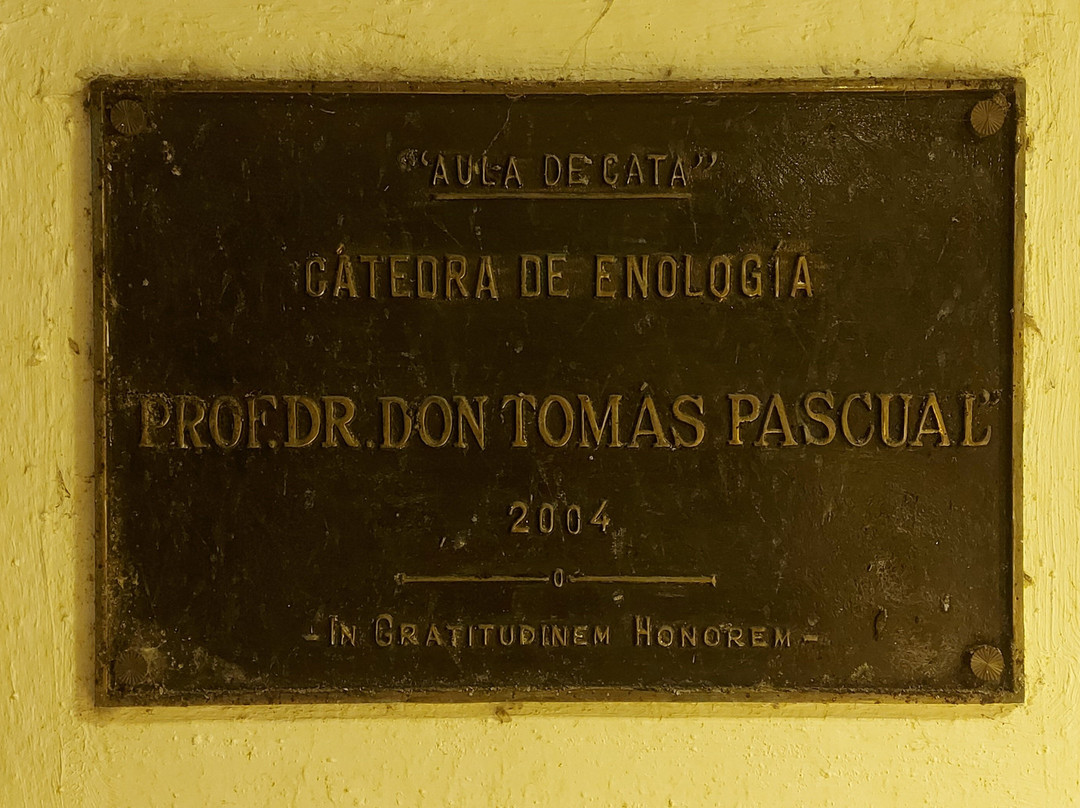 "AULA DE CATA"
CÁTEDRA DE ENOLOGÍA
"PROF.DR.DON TOMÁS PASCUAL"
2004
- IN GRATITUDINEM HONOREM -